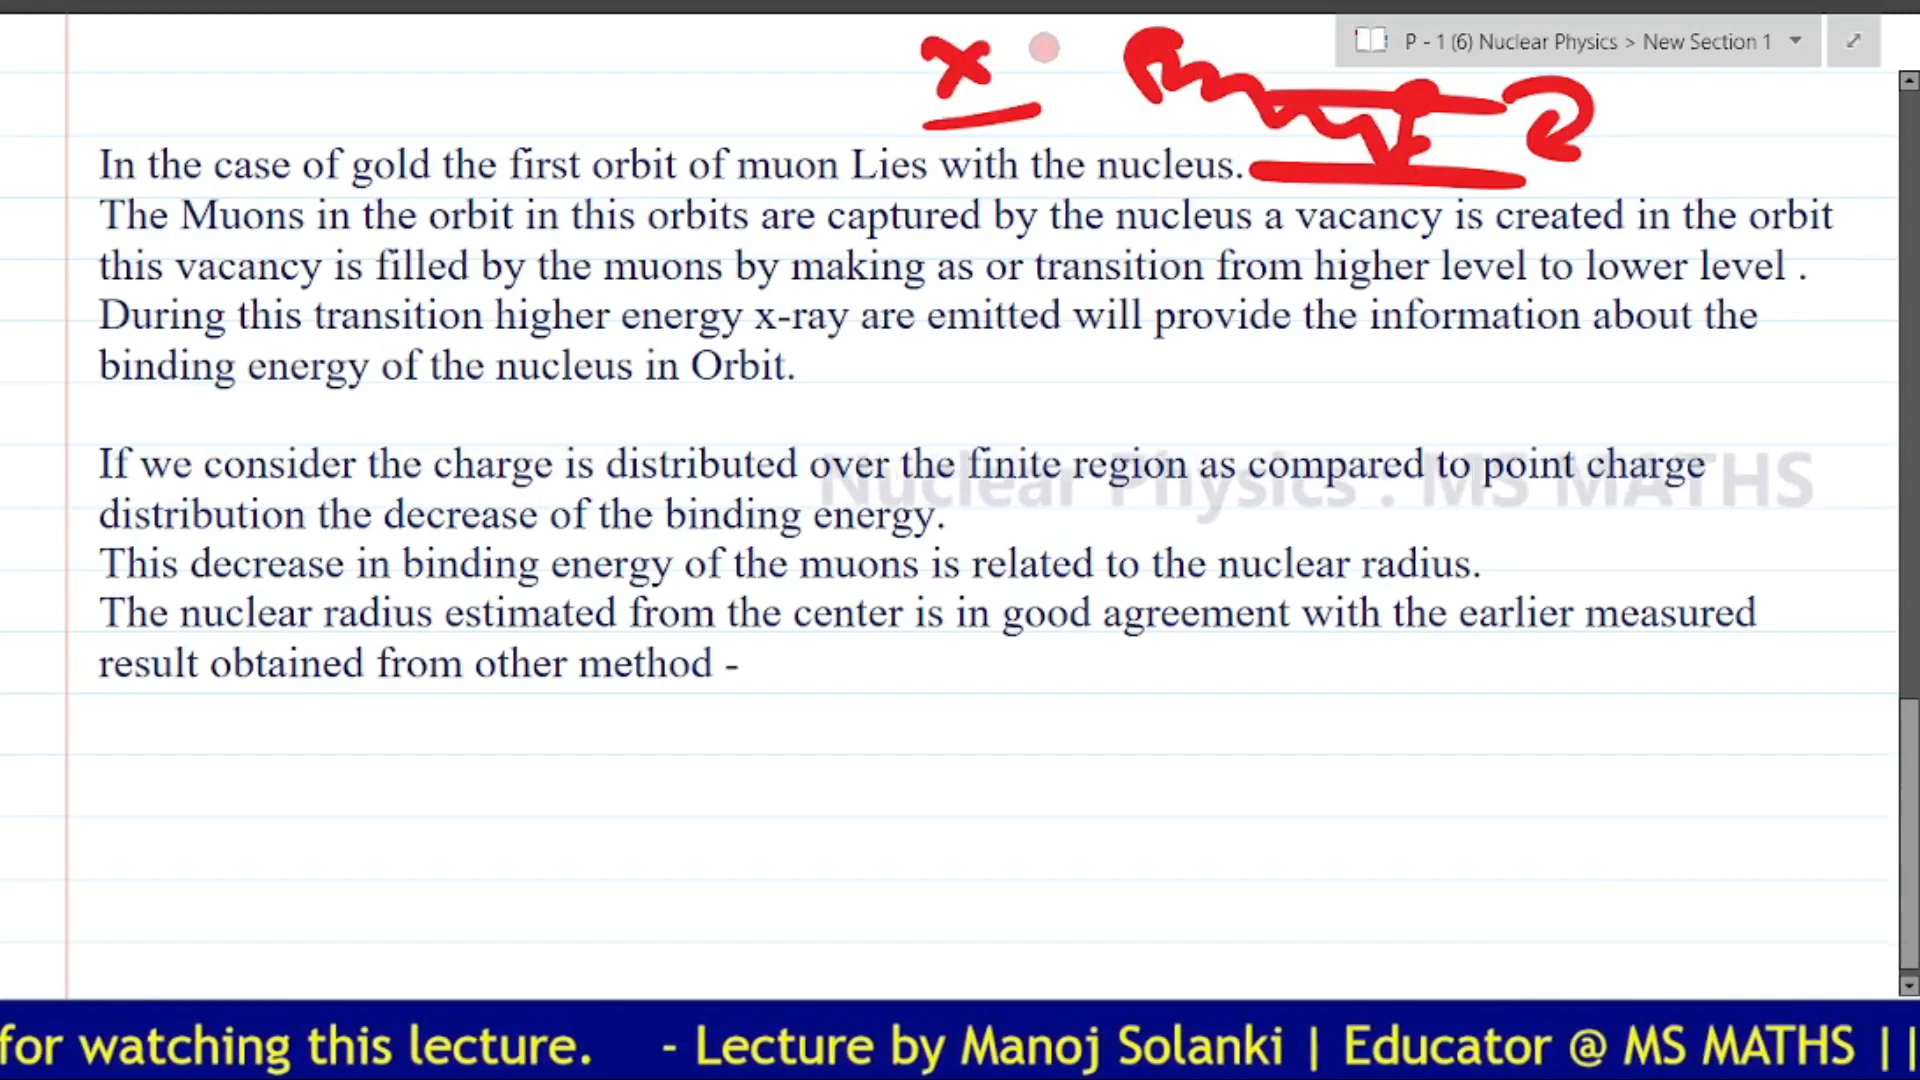 P - 1 (6) Nuclear Physics > New Section 1
x
In the case of gold the first orbit of muon Lies with the nucleus.
The Muons in the orbit in this orbits are captured by the nucleus a vacancy is created in the orbit
this vacancy is filled by the muons by making as or transition from higher level to lower level .
During this transition higher energy x-ray are emitted will provide the information about the
binding energy of the nucleus in Orbit.
If we consider the charge is distributed over the finite region as compared to point charge
Nuclear Physics : MS MATHS
distribution the decrease of the binding energy.
This decrease in binding energy of the muons is related to the nuclear radius.
The nuclear radius estimated from the center is in good agreement with the earlier measured
result obtained from other method -
for watching this lecture. - Lecture by Manoj Solanki | Educator @ MS MATHS ||